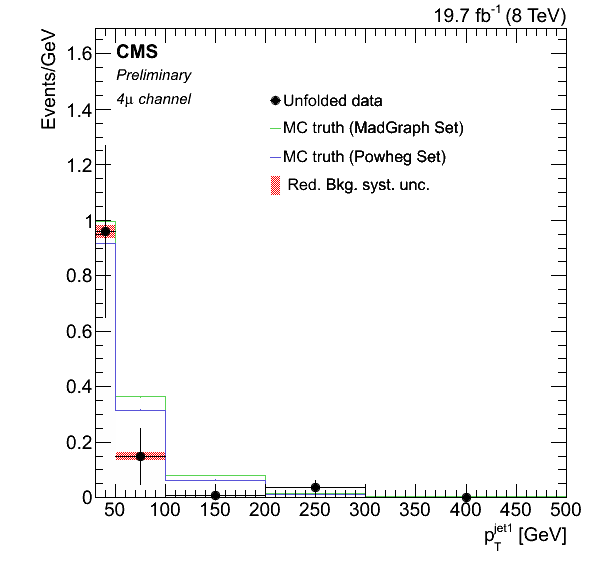 19.7 fb⁻¹ (8 TeV)
Events/GeV
CMS
Preliminary
4μ channel
Unfolded data
MC truth (MadGraph Set)
MC truth (Powheg Set)
Red. Bkg. syst. unc.
1.6
1.4
1.2
1
0.8
0.6
0.4
0.2
0
50 100 150 200 250 300 350 400 450 500
p_T^jet1 [GeV]